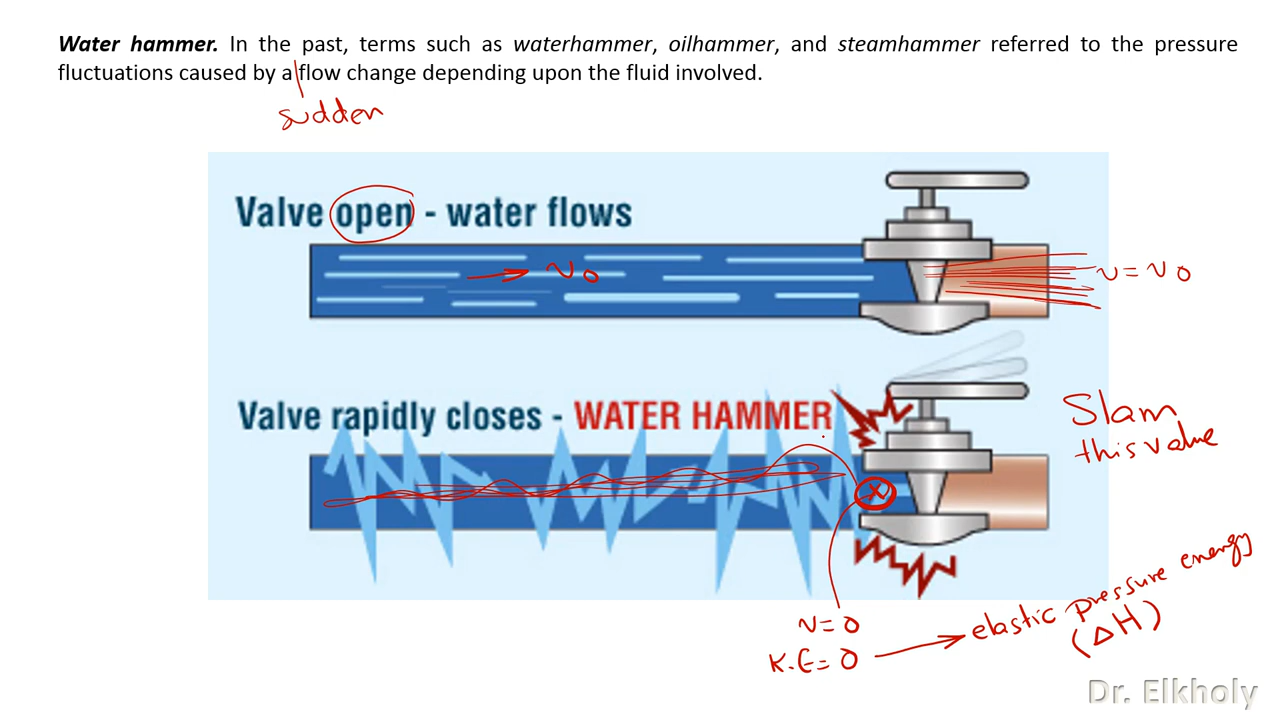 Water hammer. In the past, terms such as waterhammer, oilhammer, and steamhammer referred to the pressure
fluctuations caused by a flow change depending upon the fluid involved.
sudden
Valve open - water flows
v0
v = v0
Valve rapidly closes - WATER HAMMER
Slam
this valve
x
v = 0
K.E = 0
elastic pressure energy
(ΔH)
Dr. Elkholy